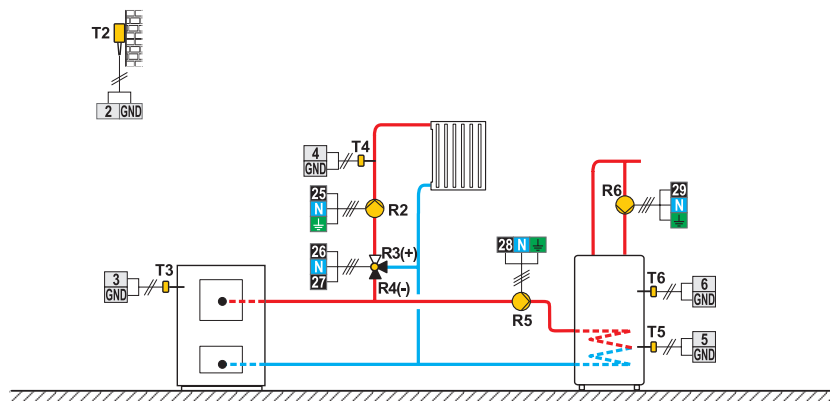 T2
2 GND
T4
4
GND
25
N
R2
26
N
27
R3(+)
R4(-)
T3
3
GND
28 N
R5
R6
29
N
T6
6
GND
T5
5
GND